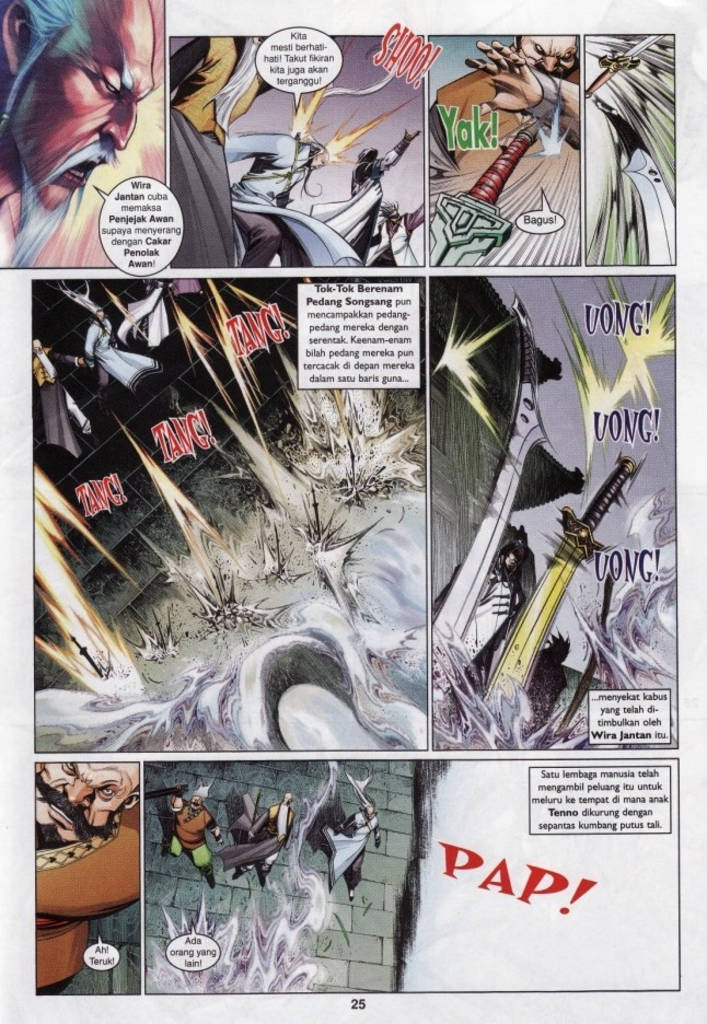 Wira
Jantan cuba
memaksa
Penjejak Awan
supaya menyerang
dengan Cakar
Penolak
Awan!
Kita
mesti berhati-
hati! Takut fikiran
kita juga akan
terganggu!
SHOO!
Yak!
Bagus!
Tok-Tok Berenam
Pedang Songsang pun
mencampakkan pedang-
pedang mereka dengan
serentak. Keenam-enam
bilah pedang mereka pun
tercacak di depan mereka
dalam satu baris guna...
TANG!
TANG!
TANG!
UONG!
UONG!
UONG!
...menyekat kabus
yang telah di-
timbulkan oleh
Wira Jantan itu.
Ah!
Teruk!
Ada
orang yang
lain!
Satu lembaga manusia telah
mengambil peluang itu untuk
meluru ke tempat di mana anak
Tenno dikurung dengan
sepantas kumbang putus tali.
PAP!
25